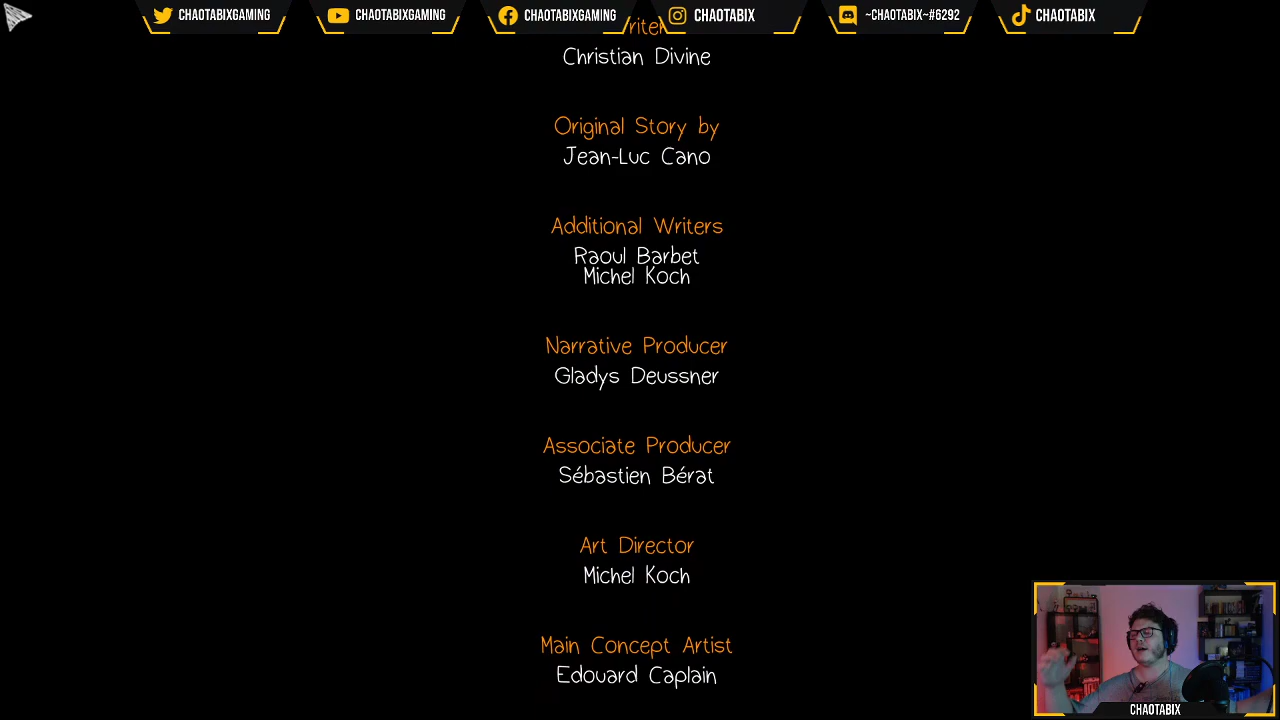 CHAOTABIXGAMING
CHAOTABIXGAMING
CHAOTABIXGAMING
CHAOTABIX
~CHAOTABIX~#6292
CHAOTABIX
Christian Divine
Original Story by
Jean-Luc Cano
Additional Writers
Raoul Barbet
Michel Koch
Narrative Producer
Gladys Deussner
Associate Producer
Sébastien Bérat
Art Director
Michel Koch
Main Concept Artist
Edouard Caplain
CHAOTABIX